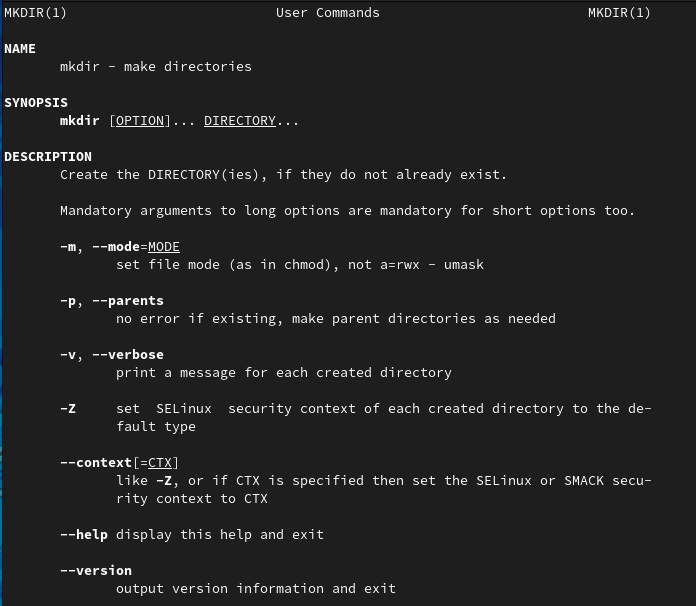 MKDIR(1) User Commands MKDIR(1)
NAME
mkdir - make directories
SYNOPSIS
mkdir [OPTION]... DIRECTORY...
DESCRIPTION
Create the DIRECTORY(ies), if they do not already exist.
Mandatory arguments to long options are mandatory for short options too.
-m, --mode=MODE
set file mode (as in chmod), not a=rwx - umask
-p, --parents
no error if existing, make parent directories as needed
-v, --verbose
print a message for each created directory
-Z set SELinux security context of each created directory to the de-
fault type
--context[=CTX]
like -Z, or if CTX is specified then set the SELinux or SMACK secu-
rity context to CTX
--help display this help and exit
--version
output version information and exit